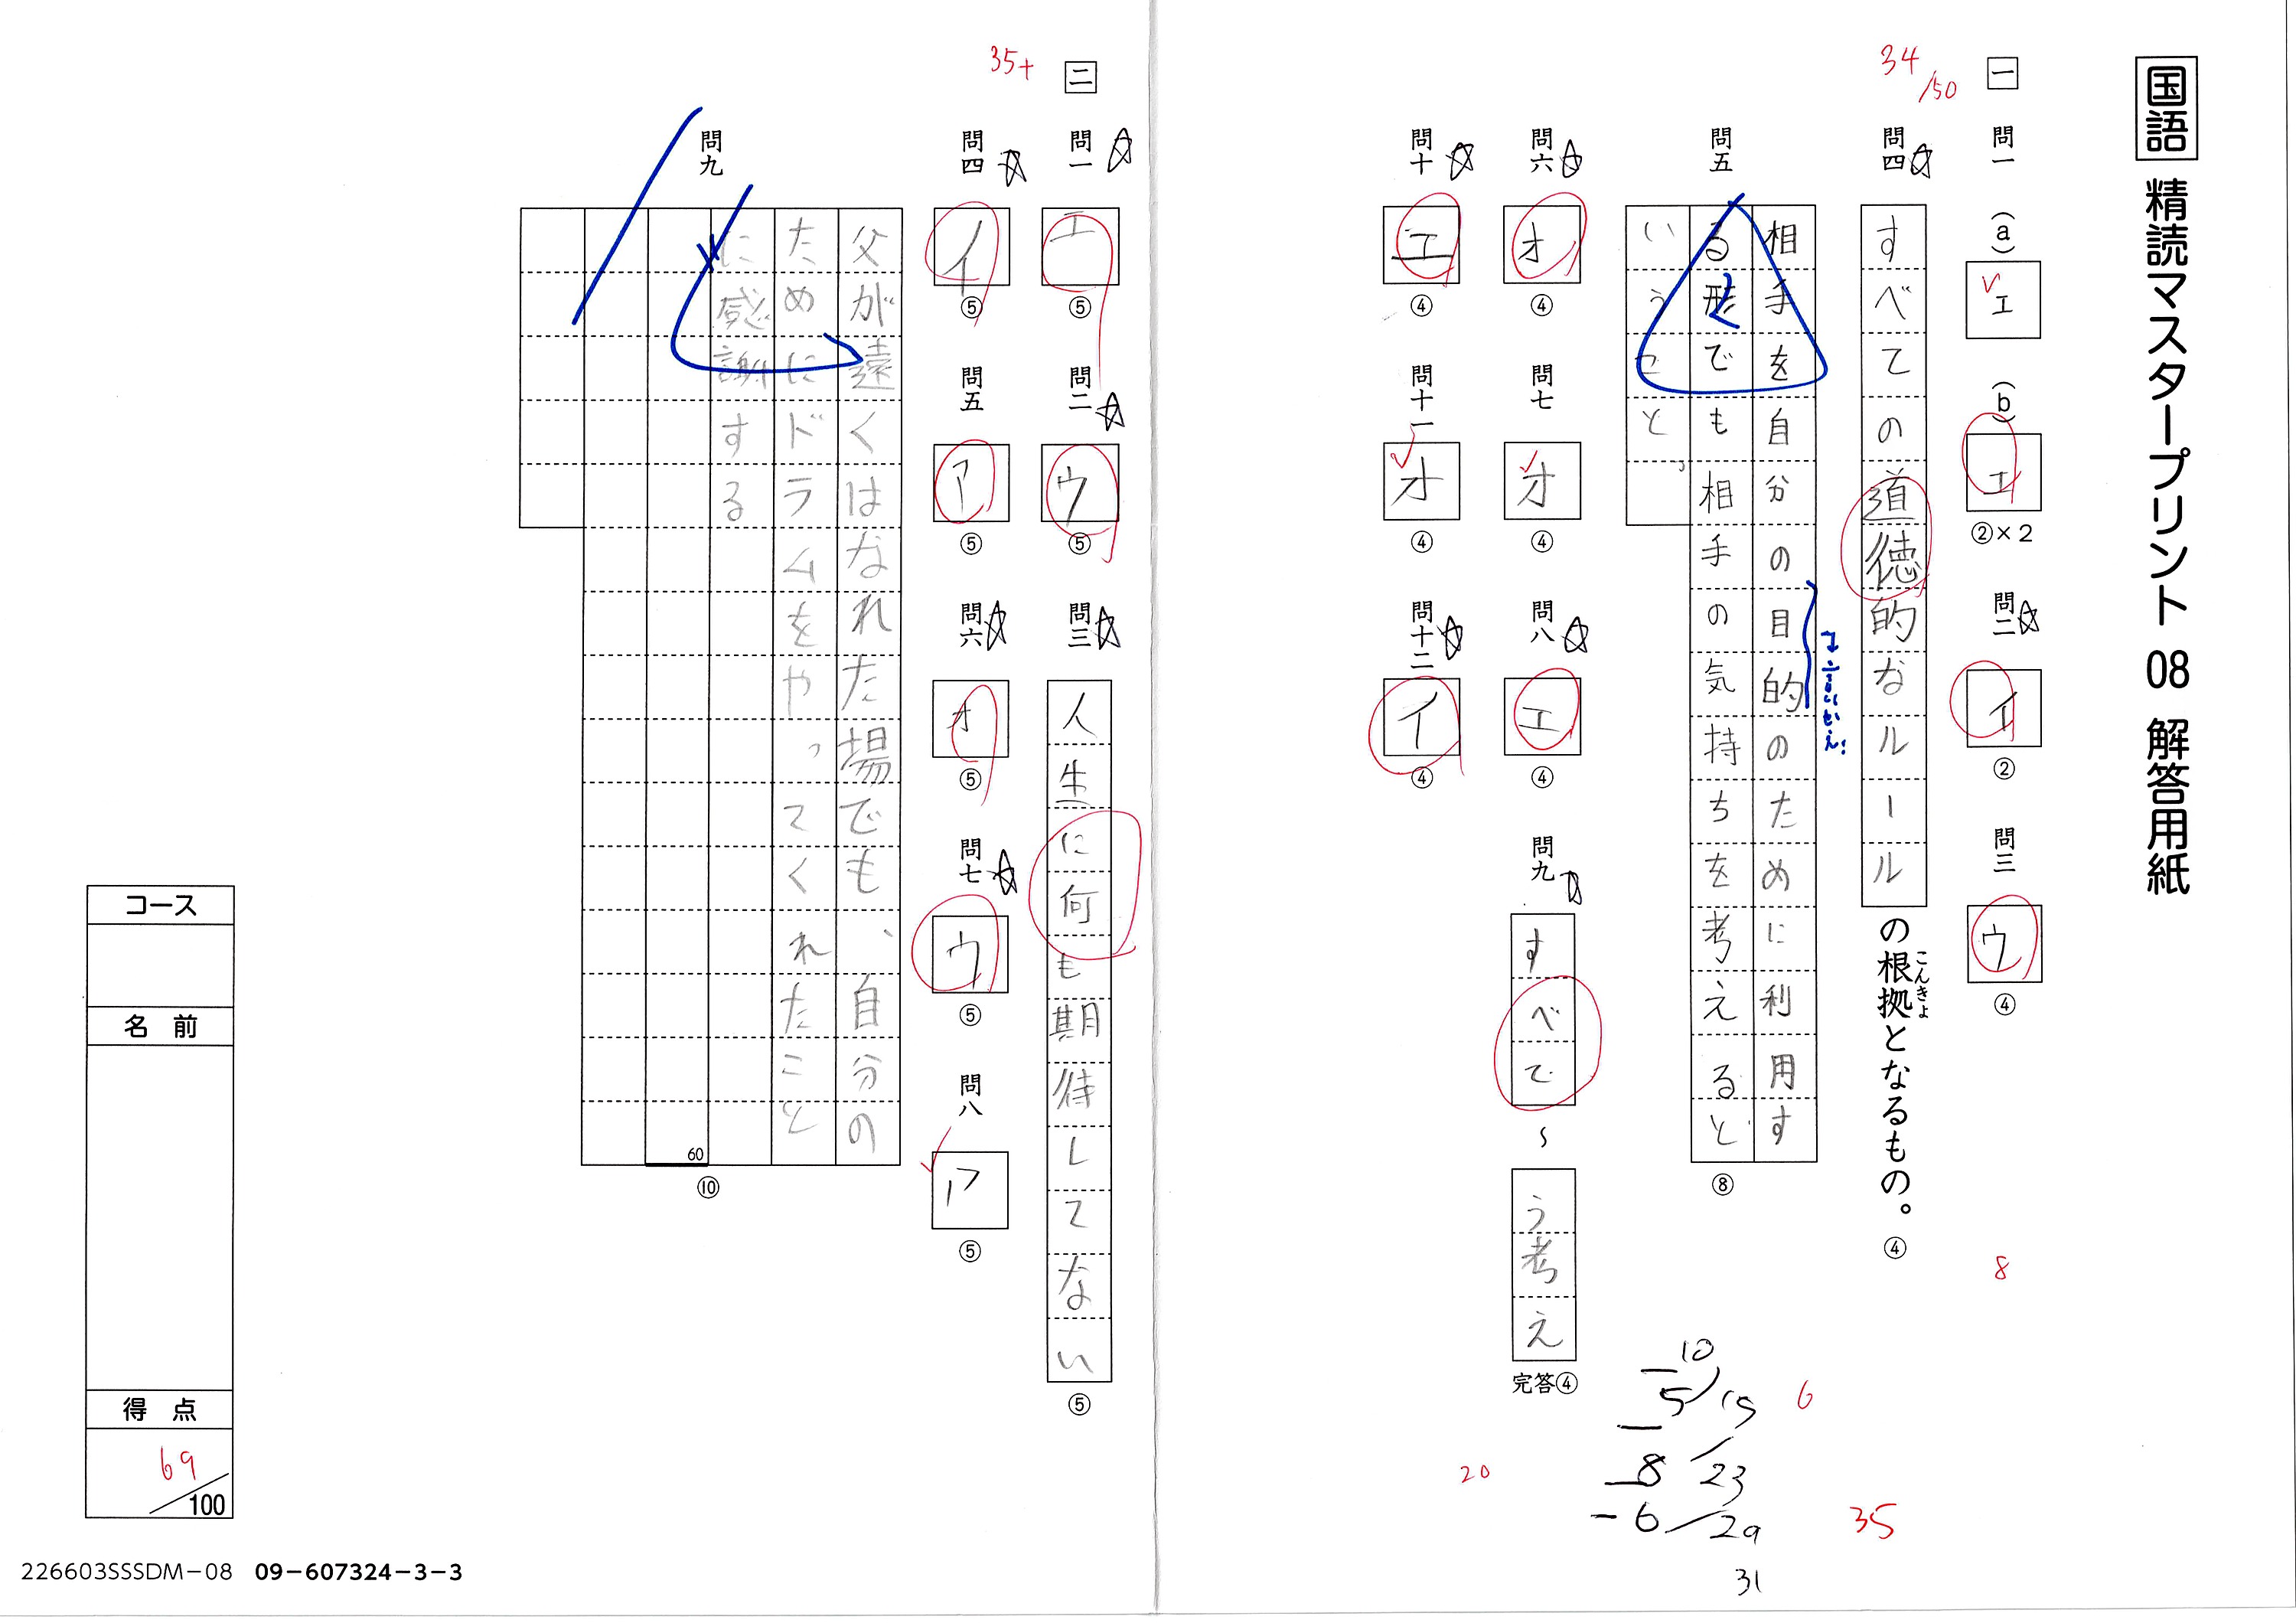 国語 精読マスタープリント 08 解答用紙
一
34
/50
問一
(a)
エ
(b)
エ
②×2
問二
イ
②
問三
ウ
④
8
問四
すべての道徳的なルール
の根拠となるもの。
こんきょ
④
問五
相手を自分の目的のために利用す
る形でも相手の気持ちを考えると
いうこと。
⑧
問六
オ
④
問七
オ
④
問八
エ
④
問九
すべて
〜
う考え
完答④
問十
エ
④
問十一
オ
④
問十二
イ
④
10
5/15
8/23
-6/29
31
6
20
35
二
35+
問一
エ
⑤
問二
ウ
⑤
問三
人生に何も期待してない
⑤
問四
イ
⑤
問五
ア
⑤
問六
オ
⑤
問七
ウ
⑤
問八
ア
⑤
問九
父が遠くはなれた場でも、自分の
ためにドラムをやってくれたこと
に感謝する
60
⑩
コース
名前
得点
69
/100
226603SSSDM-08 09-607324-3-3